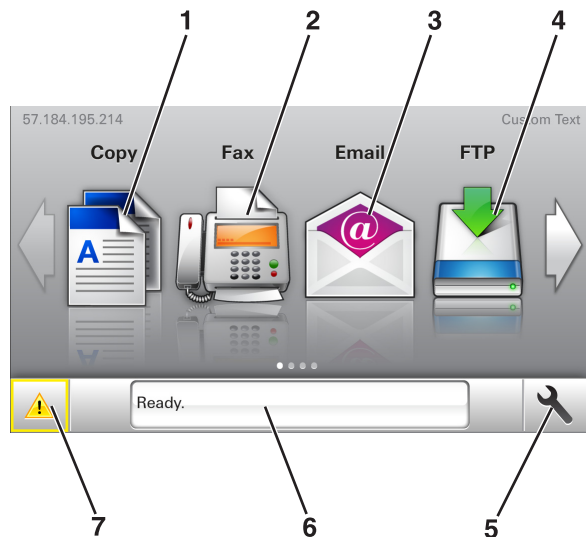 1 2 3 4
57.184.195.214 Custom Text
Copy Fax Email FTP
A
@
A
Ready.
7 6 5